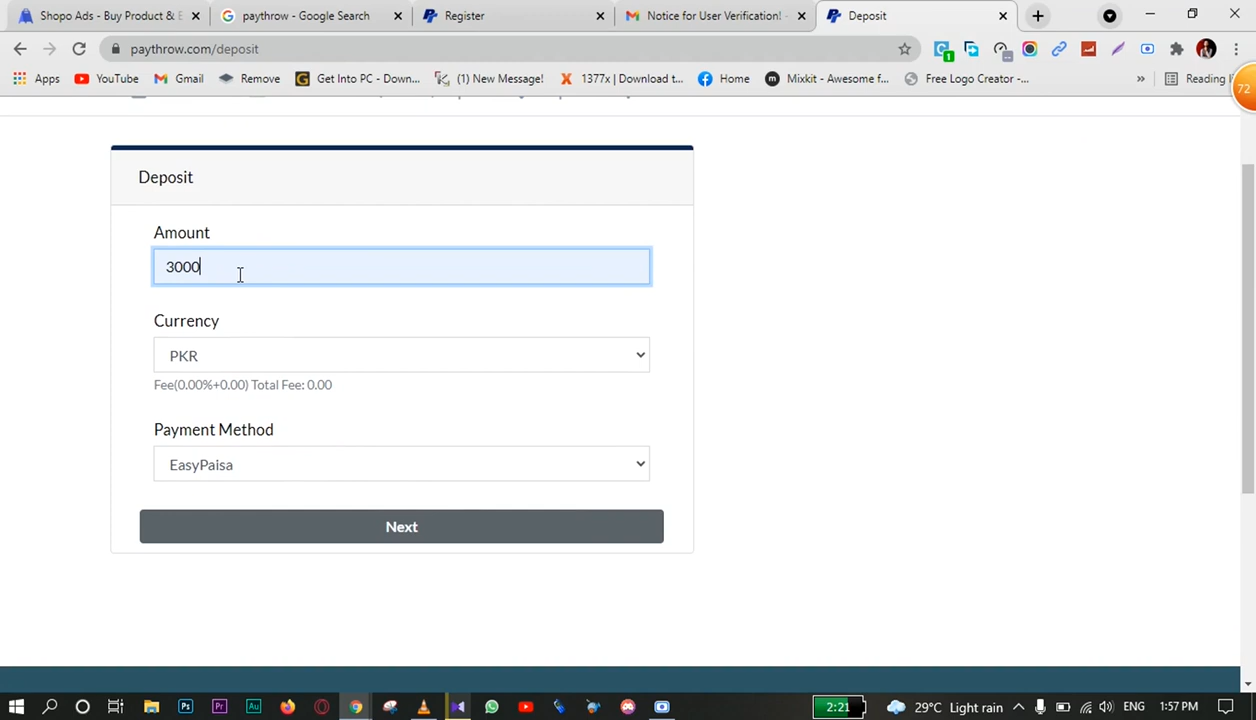 Shopo Ads - Buy Product & E
paythrow - Google Search
Register
Notice for User Verification! -
Deposit
paythrow.com/deposit
Apps
YouTube
Gmail
Remove
Get Into PC - Down...
(1) New Message!
1377x | Download t...
Home
Mixkit - Awesome f...
Free Logo Creator -...
»
Reading l
72
Deposit
Amount
3000
Currency
PKR
Fee(0.00%+0.00) Total Fee: 0.00
Payment Method
EasyPaisa
Next
2:21
29°C Light rain
ENG
1:57 PM